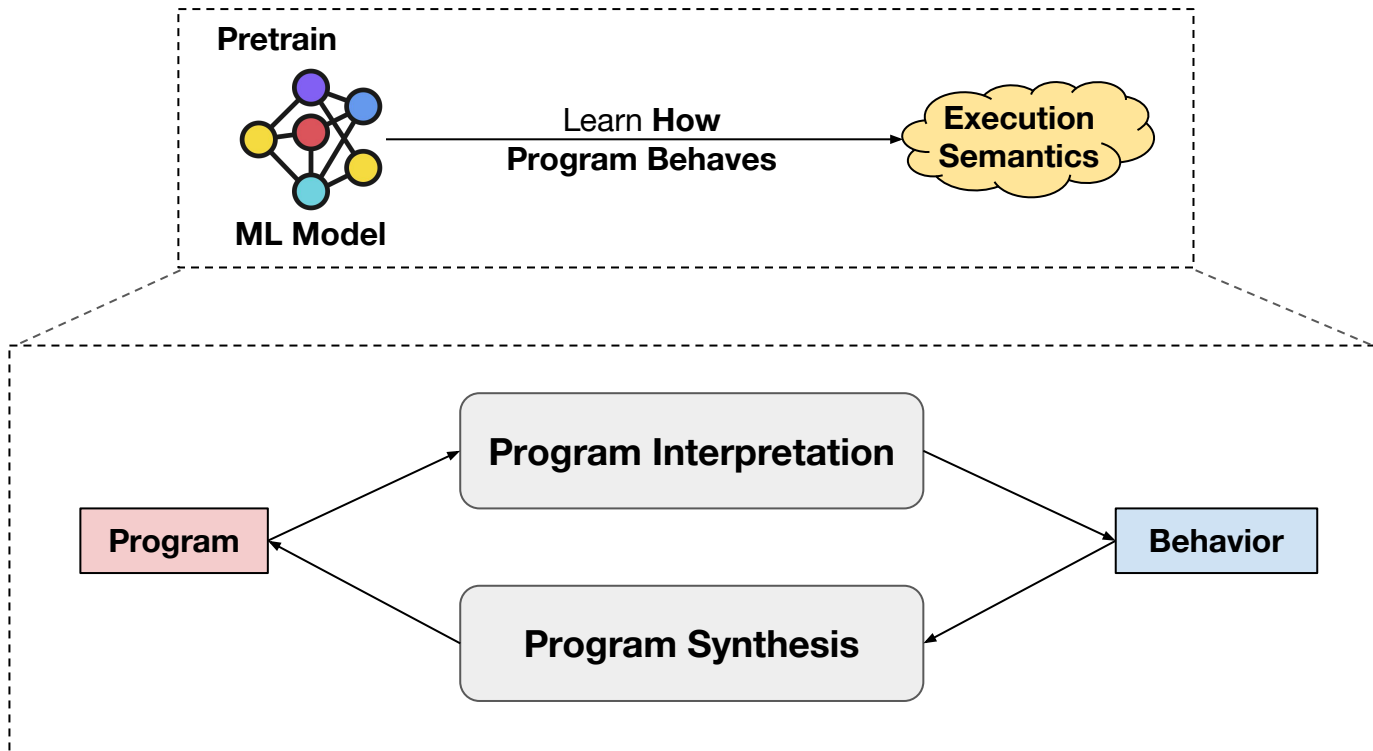 Pretrain
Learn How
Program Behaves
Execution
Semantics
ML Model
Program Interpretation
Program
Behavior
Program Synthesis